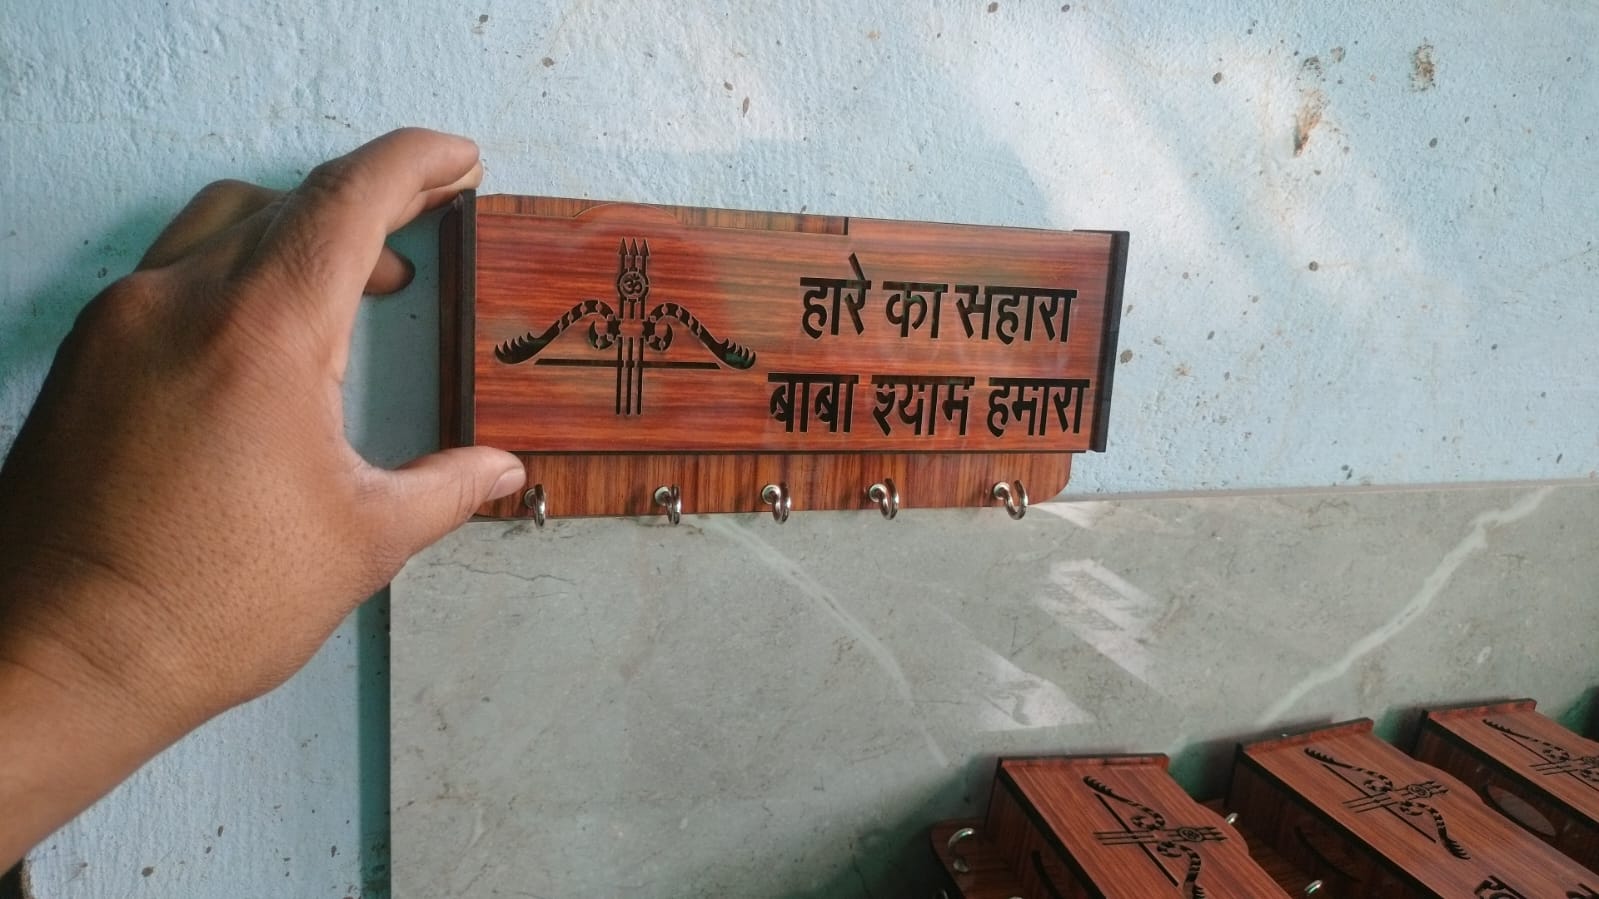 ॐ
हारे का सहारा
बाबा श्याम हमारा